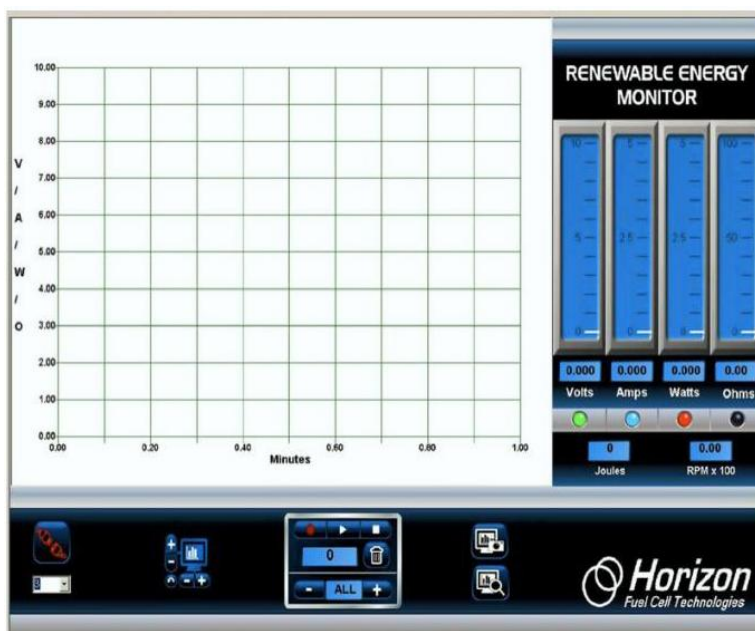 10.00
9.00
8.00
7.00
6.00
5.00
4.00
3.00
2.00
1.00
0.00
V
/
A
/
W
/
O
0.00 0.20 0.40 0.60 0.80 1.00
Minutes
RENEWABLE ENERGY
MONITOR
10 5 5 100
5 2.5 2.5 50
0 0 0 0
0.000 0.000 0.000 0.00
Volts Amps Watts Ohms
0 0.00
Joules RPM x 100
0
- ALL +
Horizon
Fuel Cell Technologies